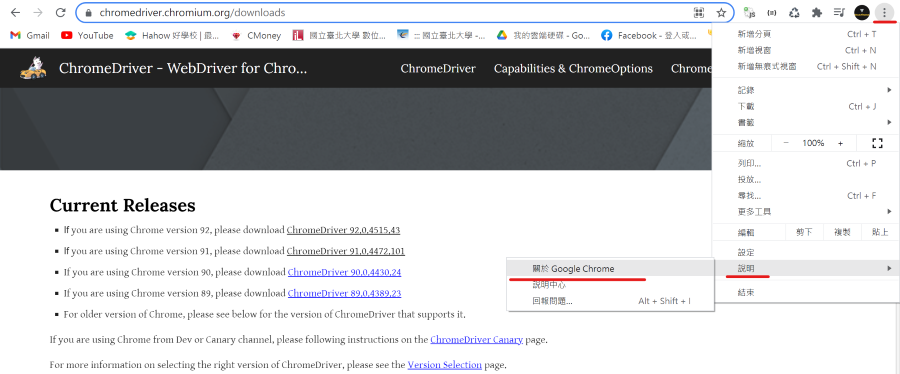 chromedriver.chromium.org/downloads
Gmail YouTube Hahow 好學校 | 最... CMoney 國立臺北大學 數位... ::: 國立臺北大學 -... 我的雲端硬碟 - Go... Facebook - 登入或...
ChromeDriver - WebDriver for Chro... ChromeDriver Capabilities & ChromeOptions Chrome
新增分頁 Ctrl + T
新增視窗 Ctrl + N
新增無痕式視窗 Ctrl + Shift + N
記錄
下載 Ctrl + J
書籤
縮放 − 100% +
列印... Ctrl + P
投放...
尋找... Ctrl + F
更多工具
編輯 剪下 複製 貼上
設定
說明
結束
關於 Google Chrome
說明中心
回報問題... Alt + Shift + I
Current Releases
If you are using Chrome version 92, please download ChromeDriver 92.0.4515.43
If you are using Chrome version 91, please download ChromeDriver 91.0.4472.101
If you are using Chrome version 90, please download ChromeDriver 90.0.4430.24
If you are using Chrome version 89, please download ChromeDriver 89.0.4389.23
For older version of Chrome, please see below for the version of ChromeDriver that supports it.
If you are using Chrome from Dev or Canary channel, please following instructions on the ChromeDriver Canary page.
For more information on selecting the right version of ChromeDriver, please see the Version Selection page.